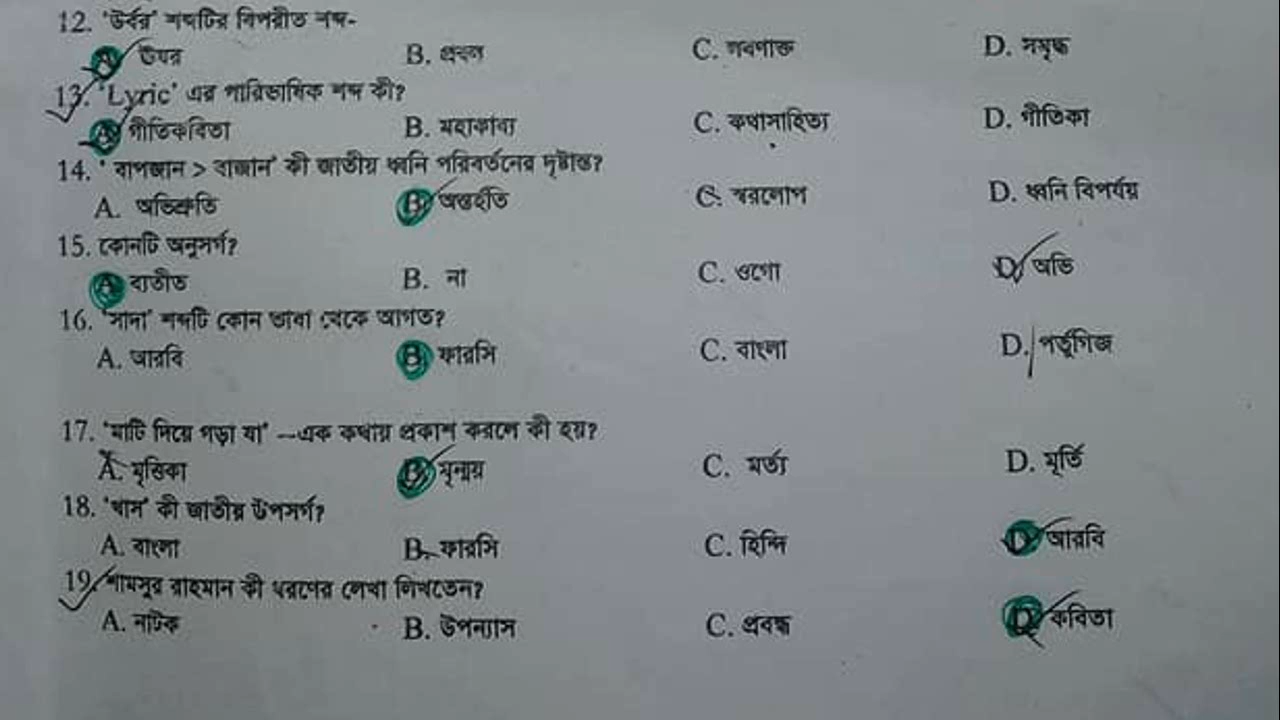 12. 'উর্বর' শব্দটির বিপরীত শব্দ-
A. ঊষর B. প্রবল C. লবণাক্ত D. সমৃদ্ধ
13. 'Lyric' এর পারিভাষিক শব্দ কী?
A. গীতিকবিতা B. মহাকাব্য C. কথাসাহিত্য D. গীতিকা
14. ' বাপজান > বাজান' কী জাতীয় ধ্বনি পরিবর্তনের দৃষ্টান্ত?
A. অভিশ্রুতি B. অন্তর্হতি C. স্বরলোপ D. ধ্বনি বিপর্যয়
15. কোনটি অনুসর্গ?
A. ব্যতীত B. না C. ওগো D. অভি
16. 'সাদা' শব্দটি কোন ভাষা থেকে আগত?
A. আরবি B. ফারসি C. বাংলা D. পর্তুগিজ
17. 'মাটি দিয়ে গড়া যা' –এক কথায় প্রকাশ করলে কী হয়?
A. মৃত্তিকা B. মৃন্ময় C. মর্ত্য D. মূর্তি
18. 'খাস' কী জাতীয় উপসর্গ?
A. বাংলা B. ফারসি C. হিন্দি D. আরবি
19. শামসুর রাহমান কী ধরণের লেখা লিখতেন?
A. নাটক B. উপন্যাস C. প্রবন্ধ D. কবিতা